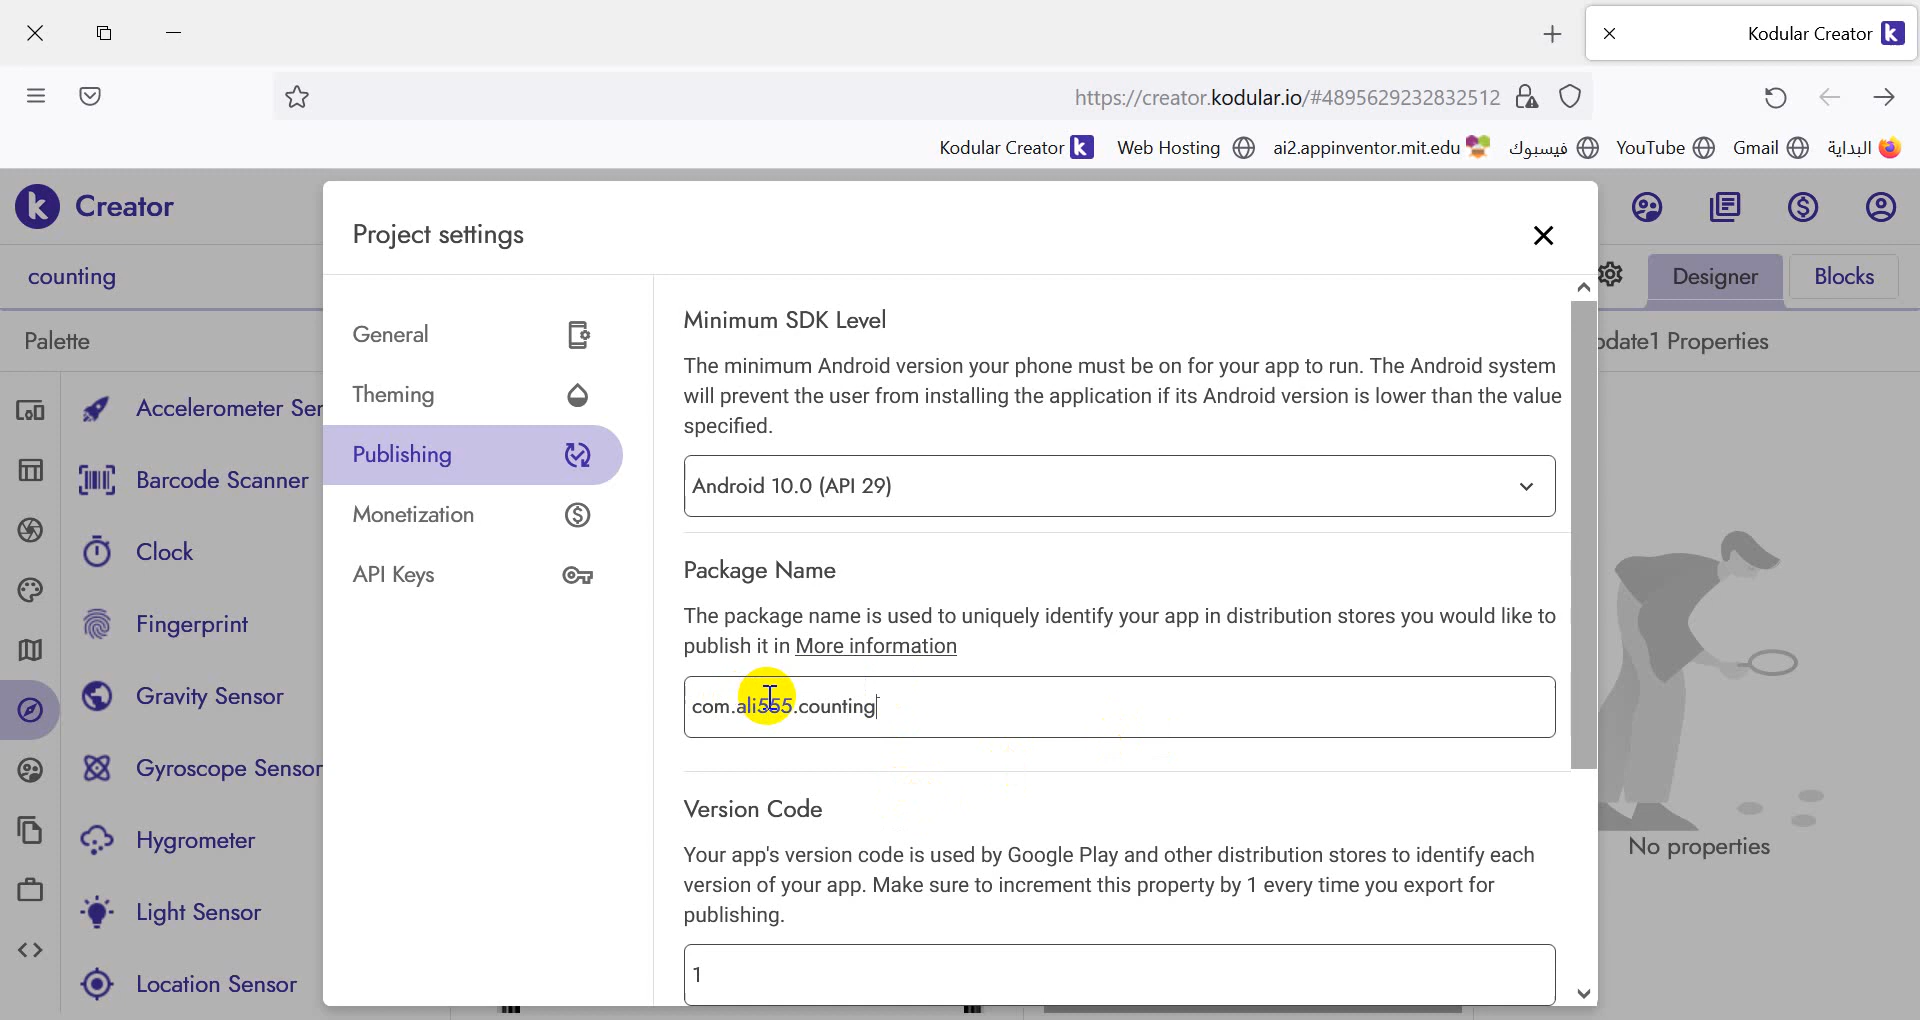 Kodular Creator
https://creator.kodular.io/#4895629232832512
Kodular Creator
Web Hosting
ai2.appinventor.mit.edu
فيسبوك
YouTube
Gmail
البداية
Creator
counting
Designer
Blocks
Palette
Properties
Accelerometer
Barcode Scanner
Clock
Fingerprint
Gravity Sensor
Gyroscope Sensor
Hygrometer
Light Sensor
Location Sensor
Project settings
General
Theming
Publishing
Monetization
API Keys
Minimum SDK Level
The minimum Android version your phone must be on for your app to run. The Android system
will prevent the user from installing the application if its Android version is lower than the value
specified.
Android 10.0 (API 29)
Package Name
The package name is used to uniquely identify your app in distribution stores you would like to
publish it in More information
com.ali555.counting
Version Code
Your app's version code is used by Google Play and other distribution stores to identify each
version of your app. Make sure to increment this property by 1 every time you export for
publishing.
1
No properties